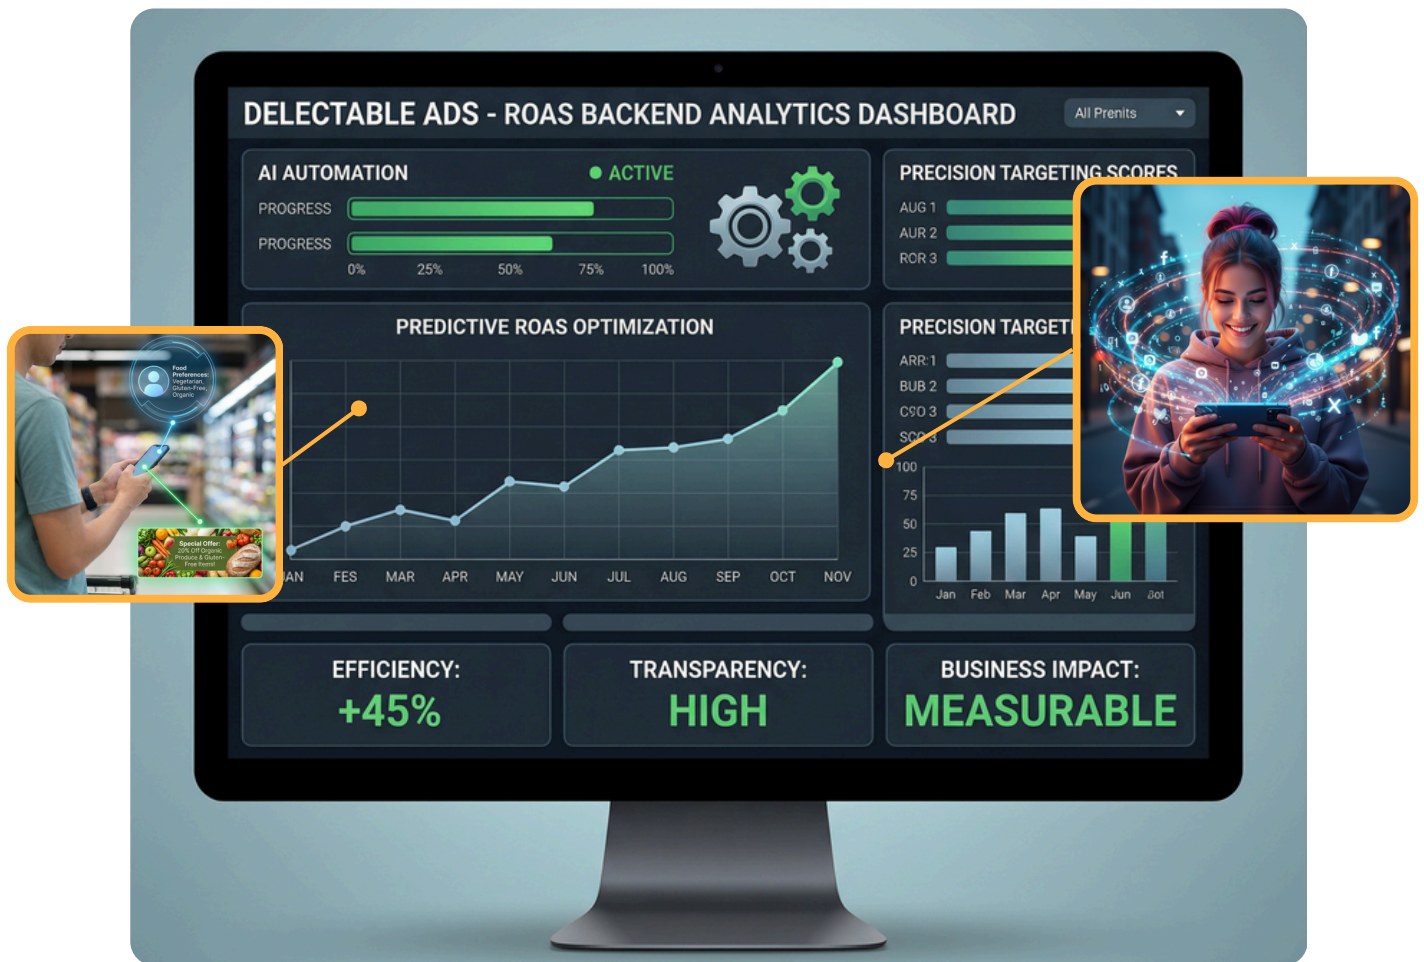 DELECTABLE ADS - ROAS BACKEND ANALYTICS DASHBOARD
All Prenits
AI AUTOMATION
ACTIVE
PROGRESS
PROGRESS
0% 25% 50% 75% 100%
PRECISION TARGETING SCORES
AUG 1
AUR 2
ROR 3
PREDICTIVE ROAS OPTIMIZATION
JAN FES MAR APR MAY JUN JUL AUG SEP OCT NOV
PRECISION TARGETI
ARR:1
BUB 2
C9O 3
SCO 3
100
75
50
25
0
Jan Feb Mar Apr May Jun
Food
Preferences:
Vegetarian,
Gluten-Free,
Organic
Special Offer:
20% Off Organic
Produce & Gluten-
Free Items!
EFFICIENCY:
+45%
TRANSPARENCY:
HIGH
BUSINESS IMPACT:
MEASURABLE